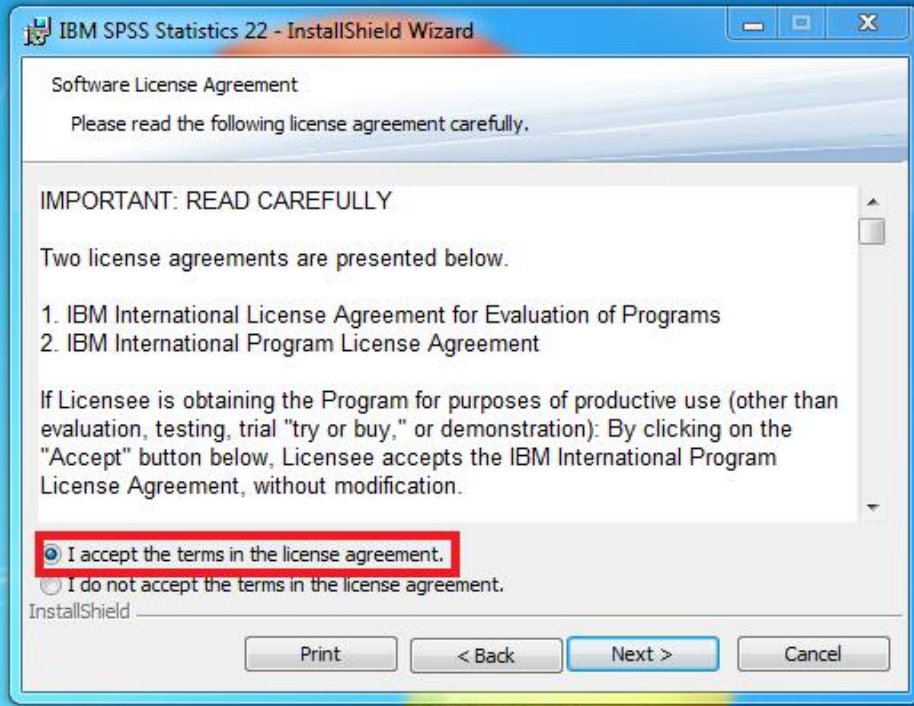 IBM SPSS Statistics 22 - InstallShield Wizard
Software License Agreement
Please read the following license agreement carefully.
IMPORTANT: READ CAREFULLY
Two license agreements are presented below.
1. IBM International License Agreement for Evaluation of Programs
2. IBM International Program License Agreement
If Licensee is obtaining the Program for purposes of productive use (other than
evaluation, testing, trial "try or buy," or demonstration): By clicking on the
"Accept" button below, Licensee accepts the IBM International Program
License Agreement, without modification.
I accept the terms in the license agreement.
I do not accept the terms in the license agreement.
InstallShield
Print
< Back
Next >
Cancel